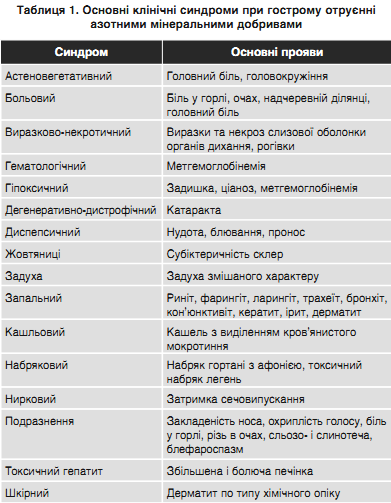 Таблиця 1. Основні клінічні синдроми при гострому отруєнні
азотними мінеральними добривами
Синдром Основні прояви
Астеновегетативний Головний біль, головокружіння
Больовий Біль у горлі, очах, надчеревній ділянці,
головний біль
Виразково-некротичний Виразки та некроз слизової оболонки
органів дихання, рогівки
Гематологічний Метгемоглобінемія
Гіпоксичний Задишка, ціаноз, метгемоглобінемія
Дегенеративно-дистрофічний Катаракта
Диспепсичний Нудота, блювання, пронос
Жовтяниці Субіктеричність склер
Задуха Задуха змішаного характеру
Запальний Риніт, фарингіт, ларингіт, трахеїт, бронхіт,
кон'юнктивіт, кератит, ірит, дерматит
Кашльовий Кашель з виділенням кров'янистого
мокротиння
Набряковий Набряк гортані з афонією, токсичний
набряк легень
Нирковий Затримка сечовипускання
Подразнення Закладеність носа, охриплість голосу, біль
у горлі, різь в очах, сльозо- і слинотеча,
блефароспазм
Токсичний гепатит Збільшена і болюча печінка
Шкірний Дерматит по типу хімічного опіку